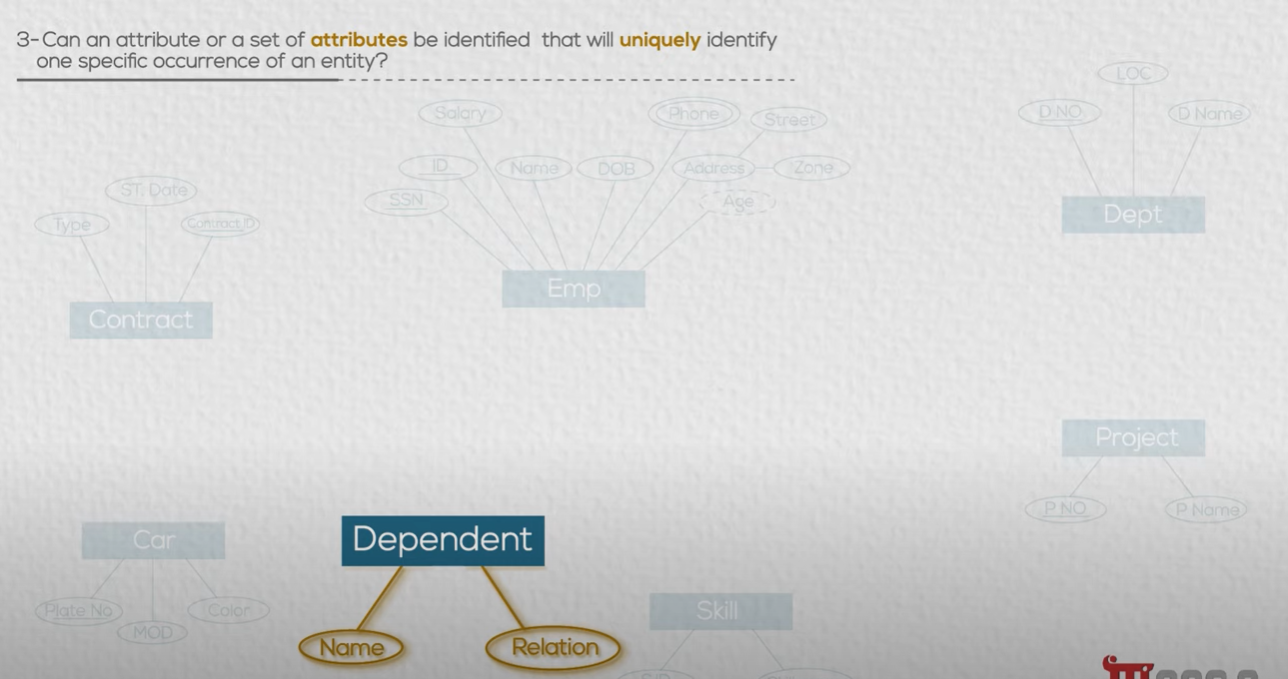 3- Can an attribute or a set of attributes be identified that will uniquely identify
one specific occurrence of an entity?
LOC
D NO
D Name
Dept
Salary
Phone
Street
ID
Name
DOB
Address
Zone
SSN
Age
Emp
ST. Date
Type
Contract ID
Contract
Project
P NO
P Name
Car
Plate No
MOD
Color
Dependent
Name
Relation
Skill